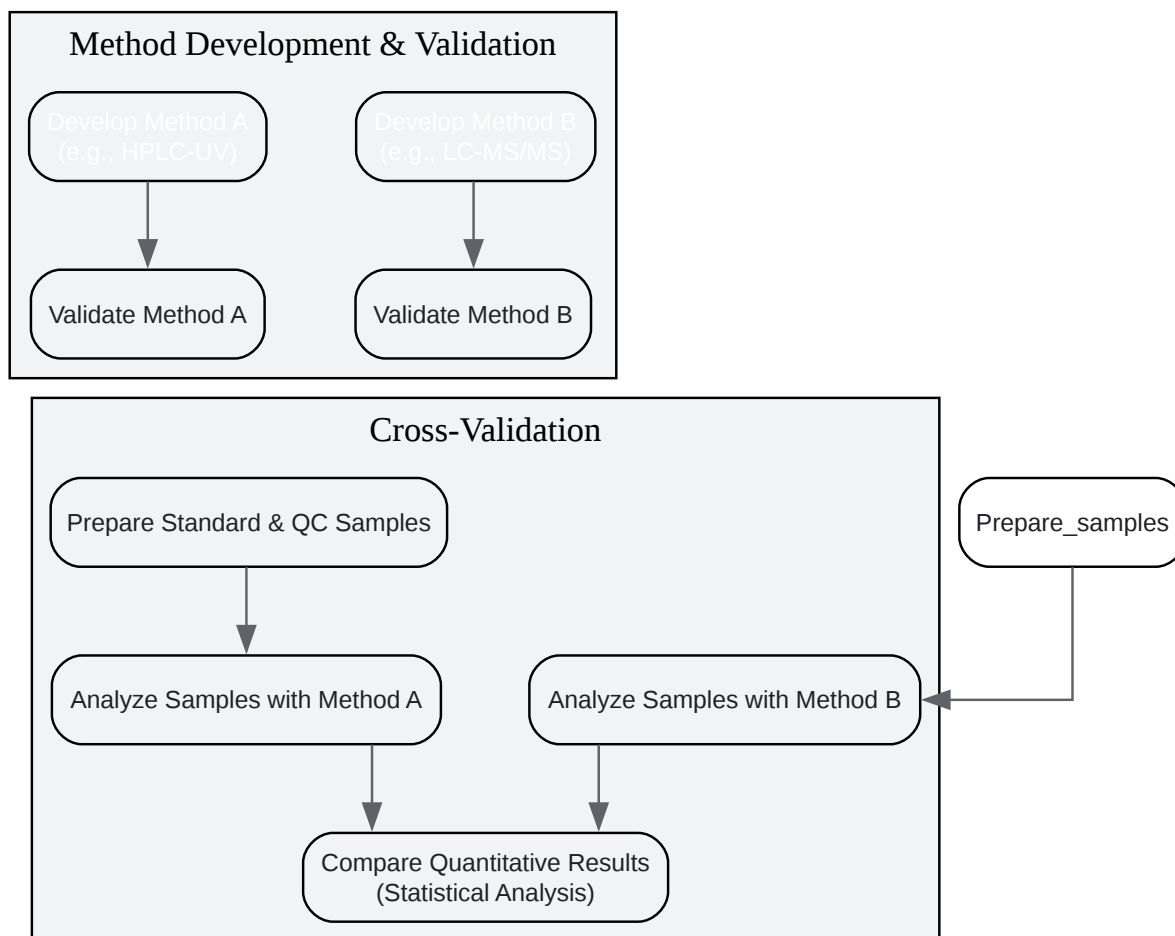 Method Development & Validation
Develop Method A
(e.g., HPLC-UV)
Develop Method B
(e.g., LC-MS/MS)
Validate Method A
Validate Method B
Cross-Validation
Prepare Standard & QC Samples
Prepare_samples
Analyze Samples with Method A
Analyze Samples with Method B
Compare Quantitative Results
(Statistical Analysis)